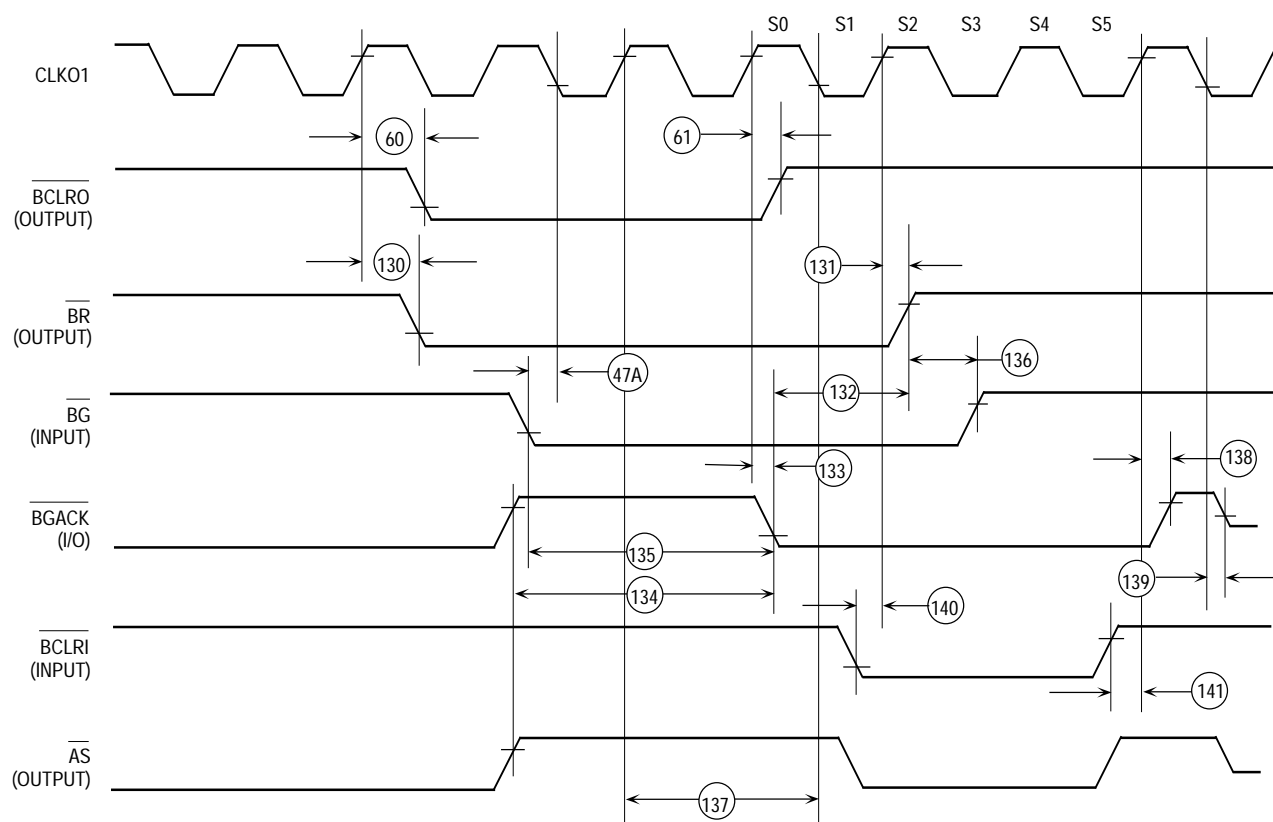 S0 S1 S2 S3 S4 S5
CLKO1
60
61
BCLRO
(OUTPUT)
130
131
BR
(OUTPUT)
136
47A
132
BG
(INPUT)
133
138
BGACK
(I/O)
135
139
134
140
BCLRI
(INPUT)
141
AS
(OUTPUT)
137